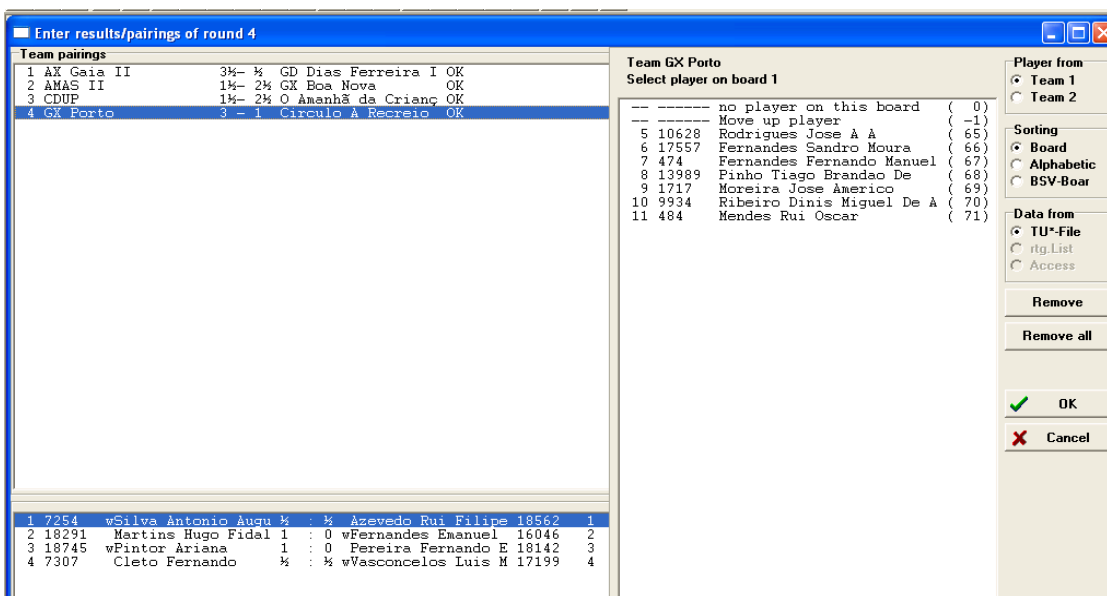 Enter results/pairings of round 4
Team pairings
1 AX Gaia II 3½– ½ GD Dias Ferreira I OK
2 AMAS II 1½– 2½ GX Boa Nova OK
3 CDUP 1½– 2½ O Amanhã da Crianç OK
4 GX Porto 3 – 1 Circulo A Recreio OK
1 7254 wSilva Antonio Augu ½ : ½ Azevedo Rui Filipe 18562 1
2 18291 Martins Hugo Fidal 1 : 0 wFernandes Emanuel 16046 2
3 18745 wPintor Ariana 1 : 0 Pereira Fernando E 18142 3
4 7307 Cleto Fernando ½ : ½ wVasconcelos Luis M 17199 4
Team GX Porto
Select player on board 1
-- ------ no player on this board ( 0)
-- ------ Move up player ( -1)
5 10628 Rodrigues Jose A A ( 65)
6 17557 Fernandes Sandro Moura ( 66)
7 474 Fernandes Fernando Manuel ( 67)
8 13989 Pinho Tiago Brandao De ( 68)
9 1717 Moreira Jose Americo ( 69)
10 9934 Ribeiro Dinis Miguel De A ( 70)
11 484 Mendes Rui Oscar ( 71)
Player from
Team 1
Team 2
Sorting
Board
Alphabetic
BSV-Boar
Data from
TU*-File
rtg.List
Access
Remove
Remove all
OK
Cancel